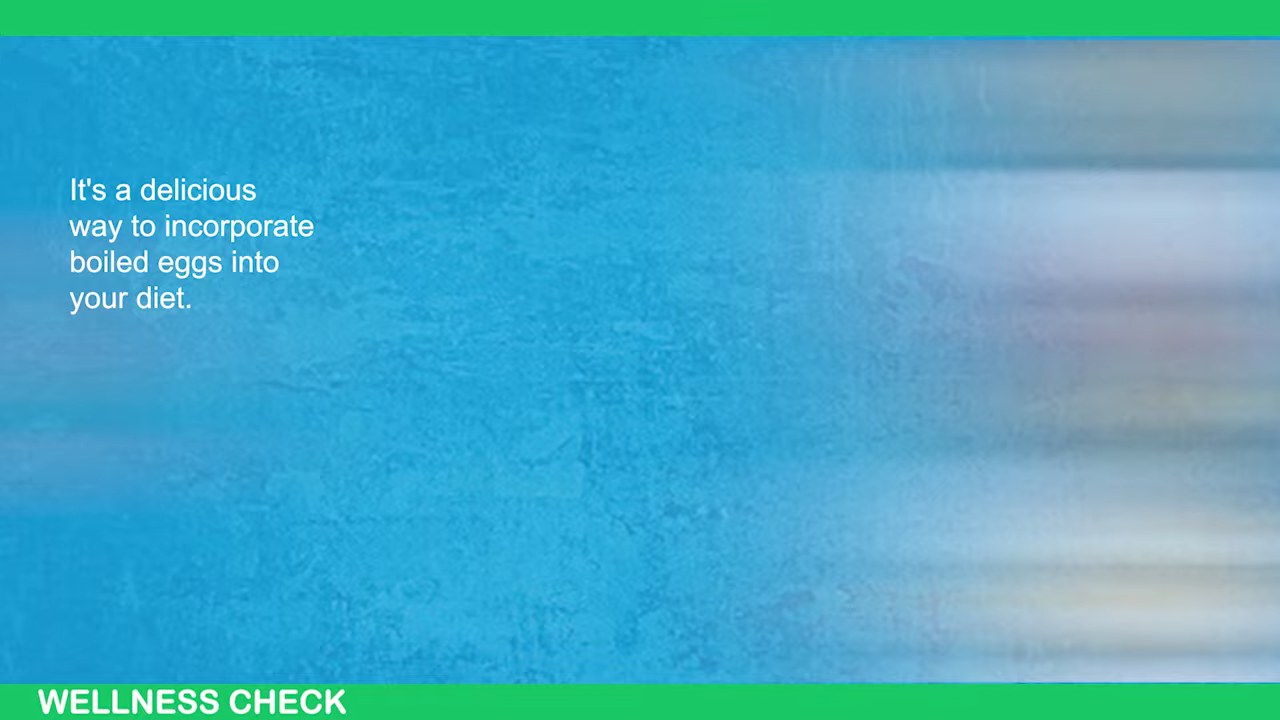 It's a delicious
way to incorporate
boiled eggs into
your diet.
WELLNESS CHECK